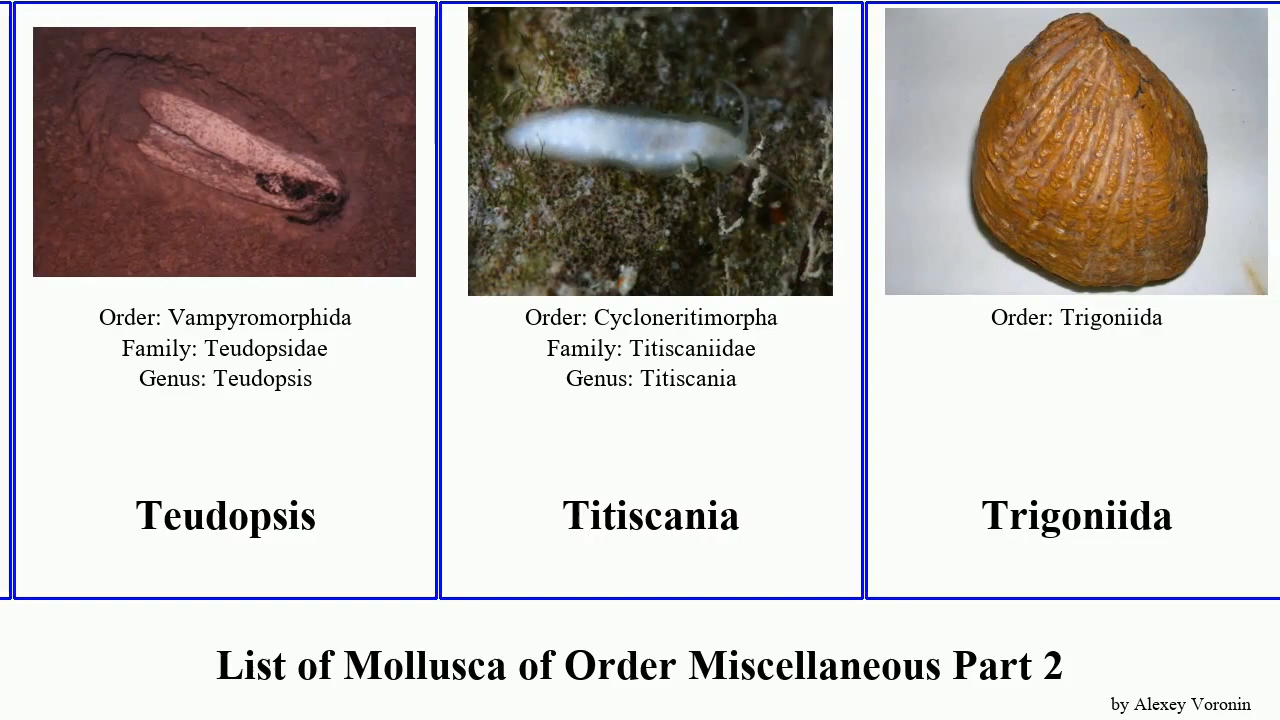 Order: Vampyromorphida
Family: Teudopsidae
Genus: Teudopsis
Teudopsis
Order: Cycloneritimorpha
Family: Titiscaniidae
Genus: Titiscania
Titiscania
Order: Trigoniida
Trigoniida
List of Mollusca of Order Miscellaneous Part 2
by Alexey Voronin